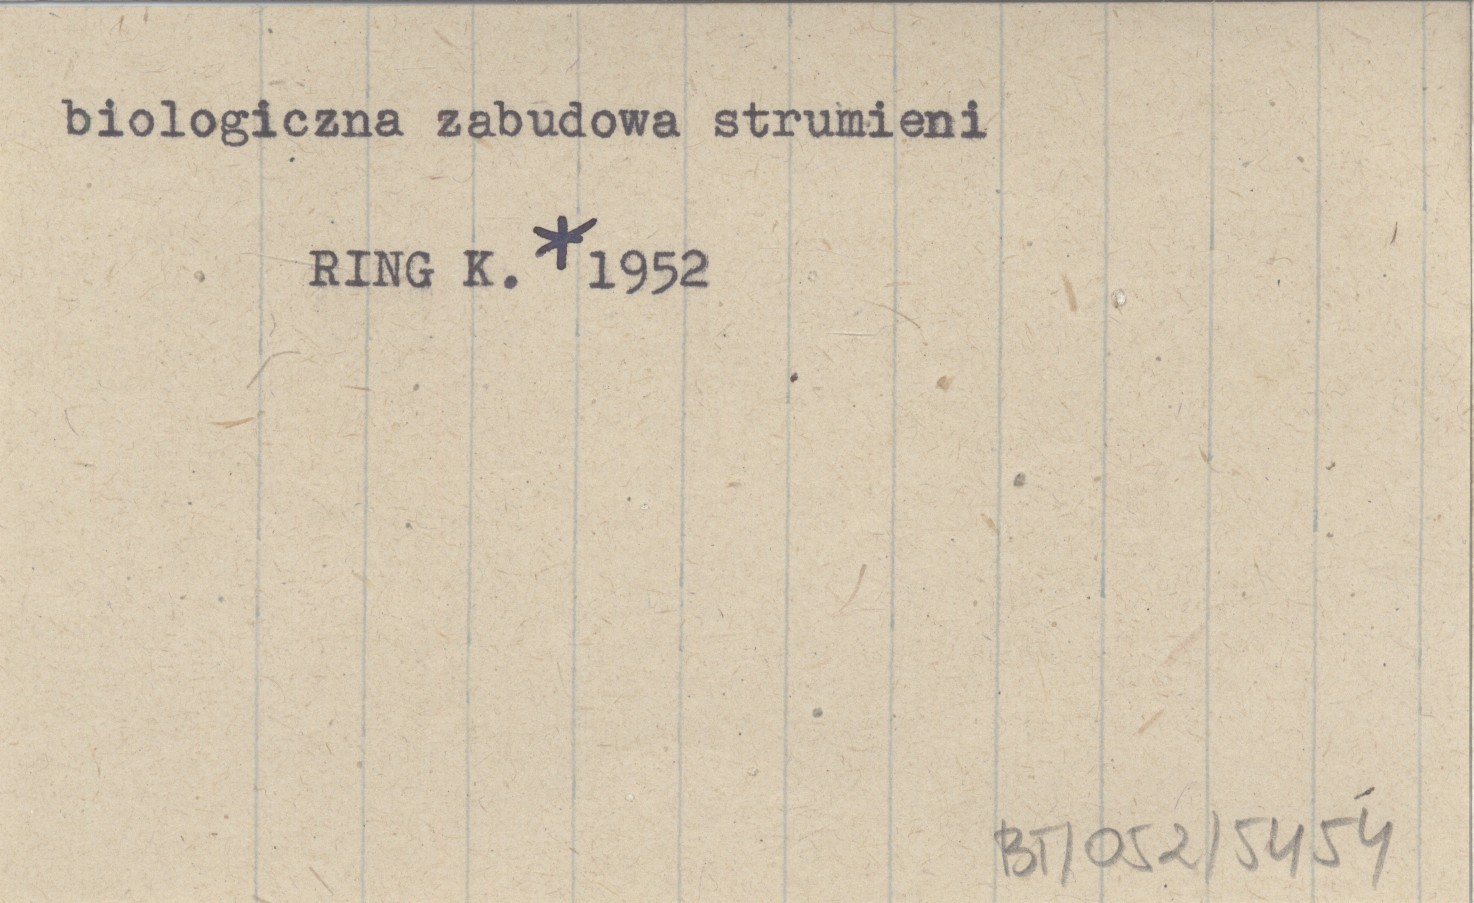 biologiczna zabudowa strumieni
RING K. * 1952
BT/052/5454